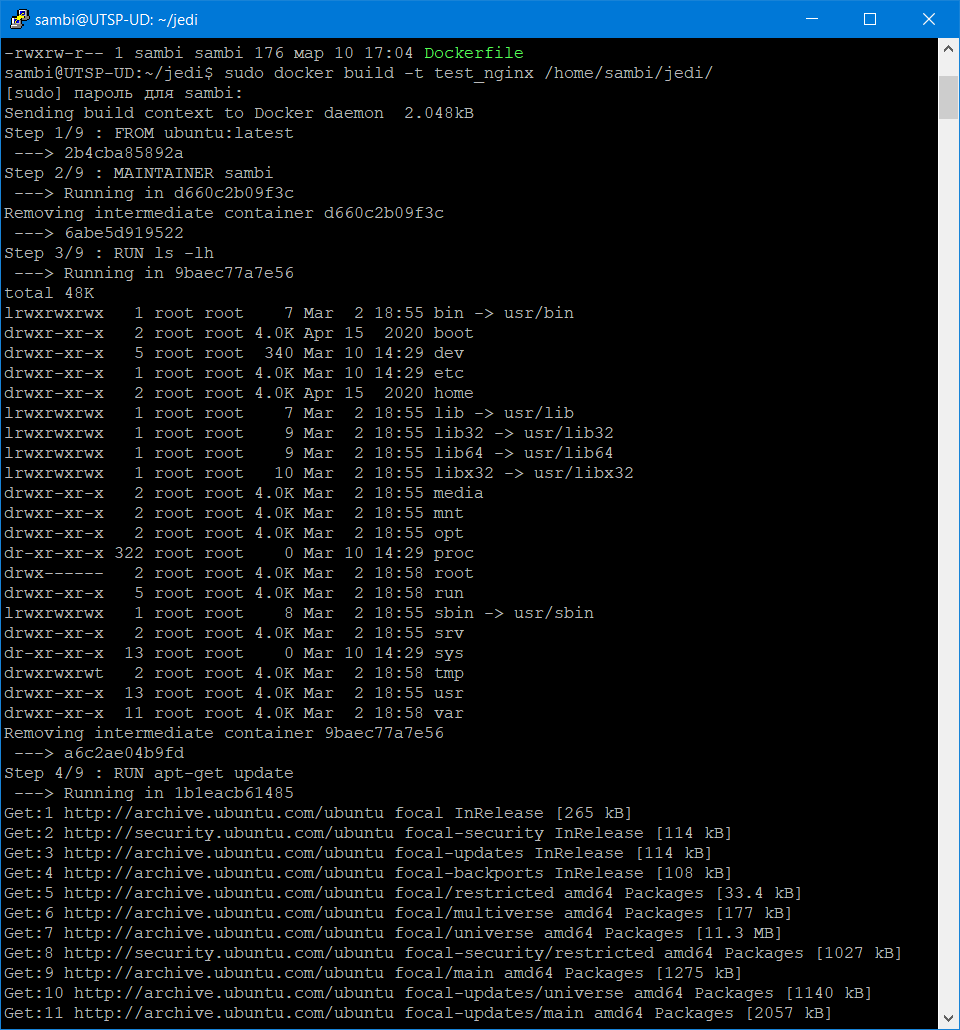 sambi@UTSP-UD: ~/jedi
-rwxrw-r-- 1 sambi sambi 176 мар 10 17:04 Dockerfile
sambi@UTSP-UD:~/jedi$ sudo docker build -t test_nginx /home/sambi/jedi/
[sudo] пароль для sambi:
Sending build context to Docker daemon  2.048kB
Step 1/9 : FROM ubuntu:latest
 ---> 2b4cba85892a
Step 2/9 : MAINTAINER sambi
 ---> Running in d660c2b09f3c
Removing intermediate container d660c2b09f3c
 ---> 6abe5d919522
Step 3/9 : RUN ls -lh
 ---> Running in 9baec77a7e56
total 48K
lrwxrwxrwx   1 root root    7 Mar  2 18:55 bin -> usr/bin
drwxr-xr-x   2 root root 4.0K Apr 15  2020 boot
drwxr-xr-x   5 root root  340 Mar 10 14:29 dev
drwxr-xr-x   1 root root 4.0K Mar 10 14:29 etc
drwxr-xr-x   2 root root 4.0K Apr 15  2020 home
lrwxrwxrwx   1 root root    7 Mar  2 18:55 lib -> usr/lib
lrwxrwxrwx   1 root root    9 Mar  2 18:55 lib32 -> usr/lib32
lrwxrwxrwx   1 root root    9 Mar  2 18:55 lib64 -> usr/lib64
lrwxrwxrwx   1 root root   10 Mar  2 18:55 libx32 -> usr/libx32
drwxr-xr-x   2 root root 4.0K Mar  2 18:55 media
drwxr-xr-x   2 root root 4.0K Mar  2 18:55 mnt
drwxr-xr-x   2 root root 4.0K Mar  2 18:55 opt
dr-xr-xr-x 322 root root    0 Mar 10 14:29 proc
drwx------   2 root root 4.0K Mar  2 18:58 root
drwxr-xr-x   5 root root 4.0K Mar  2 18:58 run
lrwxrwxrwx   1 root root    8 Mar  2 18:55 sbin -> usr/sbin
drwxr-xr-x   2 root root 4.0K Mar  2 18:55 srv
dr-xr-xr-x  13 root root    0 Mar 10 14:29 sys
drwxrwxrwt   2 root root 4.0K Mar  2 18:58 tmp
drwxr-xr-x  13 root root 4.0K Mar  2 18:55 usr
drwxr-xr-x  11 root root 4.0K Mar  2 18:58 var
Removing intermediate container 9baec77a7e56
 ---> a6c2ae04b9fd
Step 4/9 : RUN apt-get update
 ---> Running in 1b1eacb61485
Get:1 http://archive.ubuntu.com/ubuntu focal InRelease [265 kB]
Get:2 http://security.ubuntu.com/ubuntu focal-security InRelease [114 kB]
Get:3 http://archive.ubuntu.com/ubuntu focal-updates InRelease [114 kB]
Get:4 http://archive.ubuntu.com/ubuntu focal-backports InRelease [108 kB]
Get:5 http://archive.ubuntu.com/ubuntu focal/restricted amd64 Packages [33.4 kB]
Get:6 http://archive.ubuntu.com/ubuntu focal/multiverse amd64 Packages [177 kB]
Get:7 http://archive.ubuntu.com/ubuntu focal/universe amd64 Packages [11.3 MB]
Get:8 http://security.ubuntu.com/ubuntu focal-security/restricted amd64 Packages [1027 kB]
Get:9 http://archive.ubuntu.com/ubuntu focal/main amd64 Packages [1275 kB]
Get:10 http://archive.ubuntu.com/ubuntu focal-updates/universe amd64 Packages [1140 kB]
Get:11 http://archive.ubuntu.com/ubuntu focal-updates/main amd64 Packages [2057 kB]